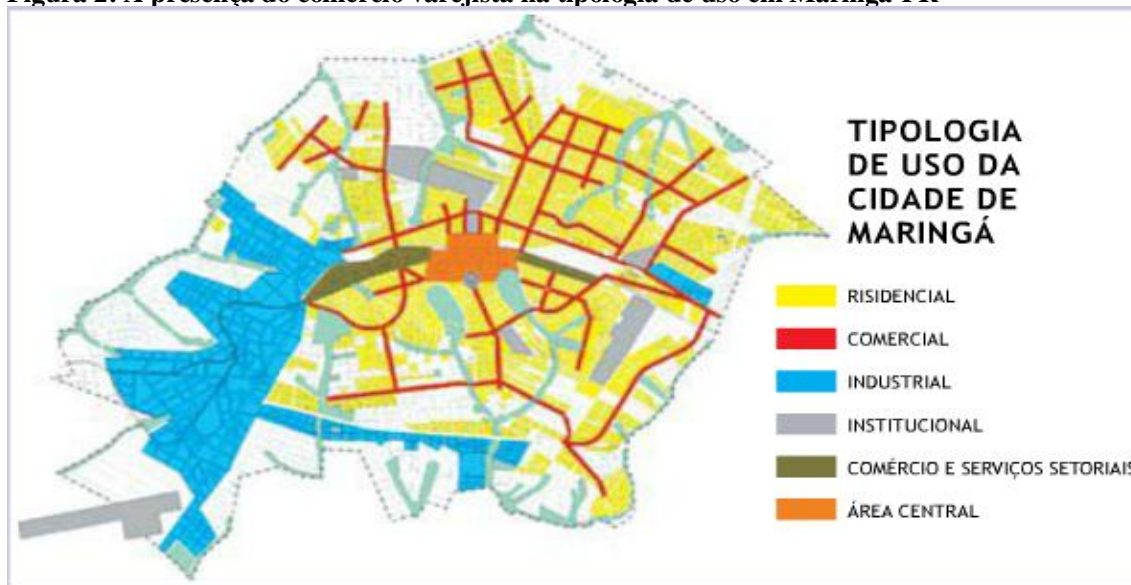 Figura 2: A presença do comércio varejista na tipologia de uso em Maringá-PR
TIPOLOGIA
DE USO DA
CIDADE DE
MARINGÁ
RISIDENCIAL
COMERCIAL
INDUSTRIAL
INSTITUCIONAL
COMÉRCIO E SERVIÇOS SETORIAIS
ÁREA CENTRAL